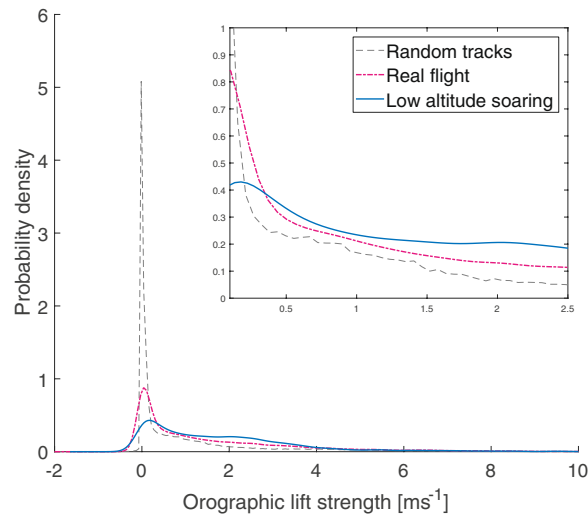 6
5
4
3
2
1
0
Probability density
-2 0 2 4 6 8 10
Orographic lift strength [ms⁻¹]
1
0.9
0.8
0.7
0.6
0.5
0.4
0.3
0.2
0.1
0
0.5 1 1.5 2 2.5
Random tracks
Real flight
Low altitude soaring